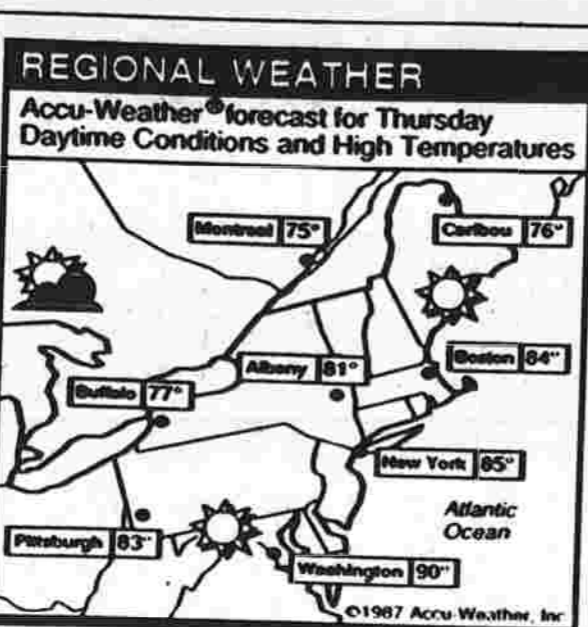 REGIONAL WEATHER
Accu-Weather® forecast for Thursday
Daytime Conditions and High Temperatures
Montreal 75°
Caribou 76°
Albany 81°
Boston 84°
Buffalo 77°
New York 85°
Atlantic
Ocean
Pittsburgh 83°
Washington 90°
©1987 Accu-Weather, Inc